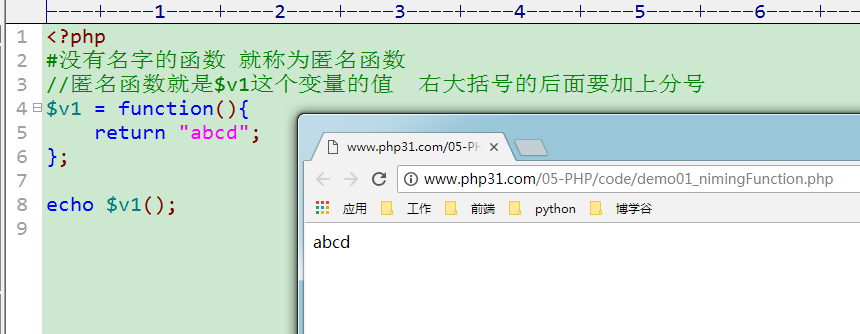 |----+----1----+----2----+----3----+----4----+----5----+----6----+--
1 <?php
2 #没有名字的函数 就称为匿名函数
3 //匿名函数就是$v1这个变量的值  右大括号的后面要加上分号
4 $v1 = function(){
5     return "abcd";
6 };
7
8 echo $v1();
9
www.php31.com/05-PH
www.php31.com/05-PHP/code/demo01_nimingFunction.php
应用 工作 前端 python 博学谷
abcd